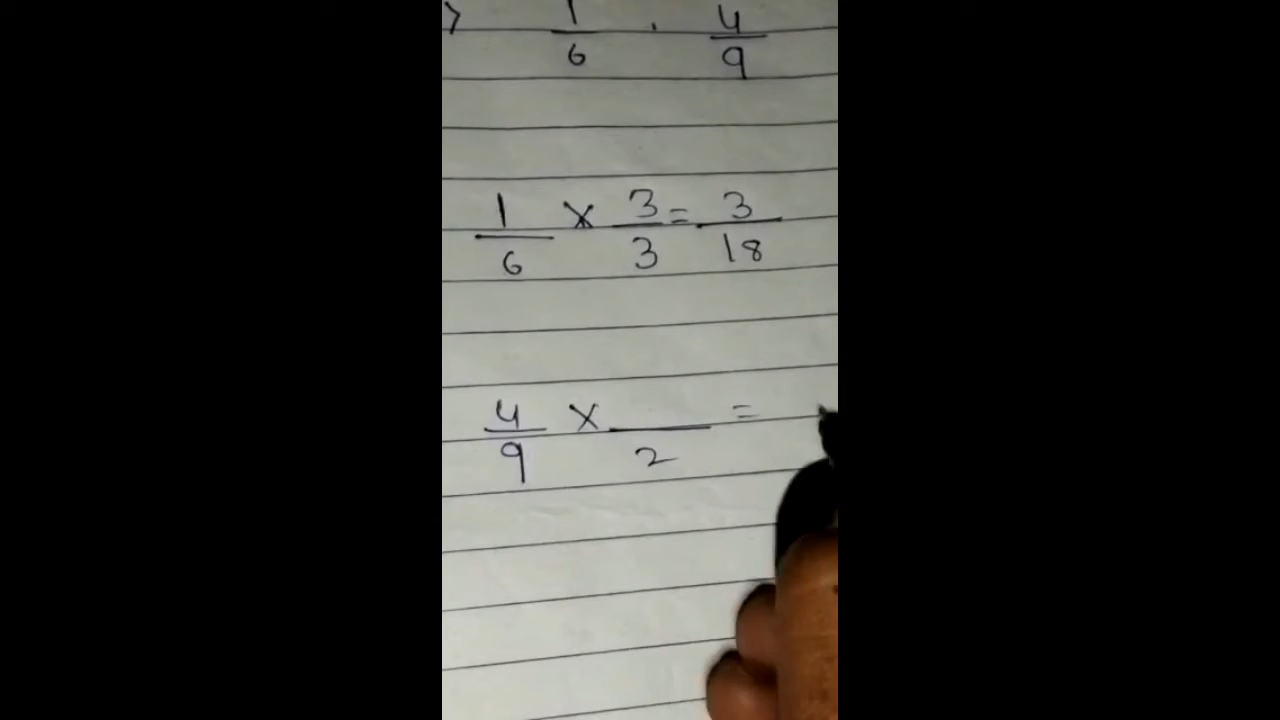 > 1/6 . 4/9
1/6 × 3/3 = 3/18
4/9 × /2 =